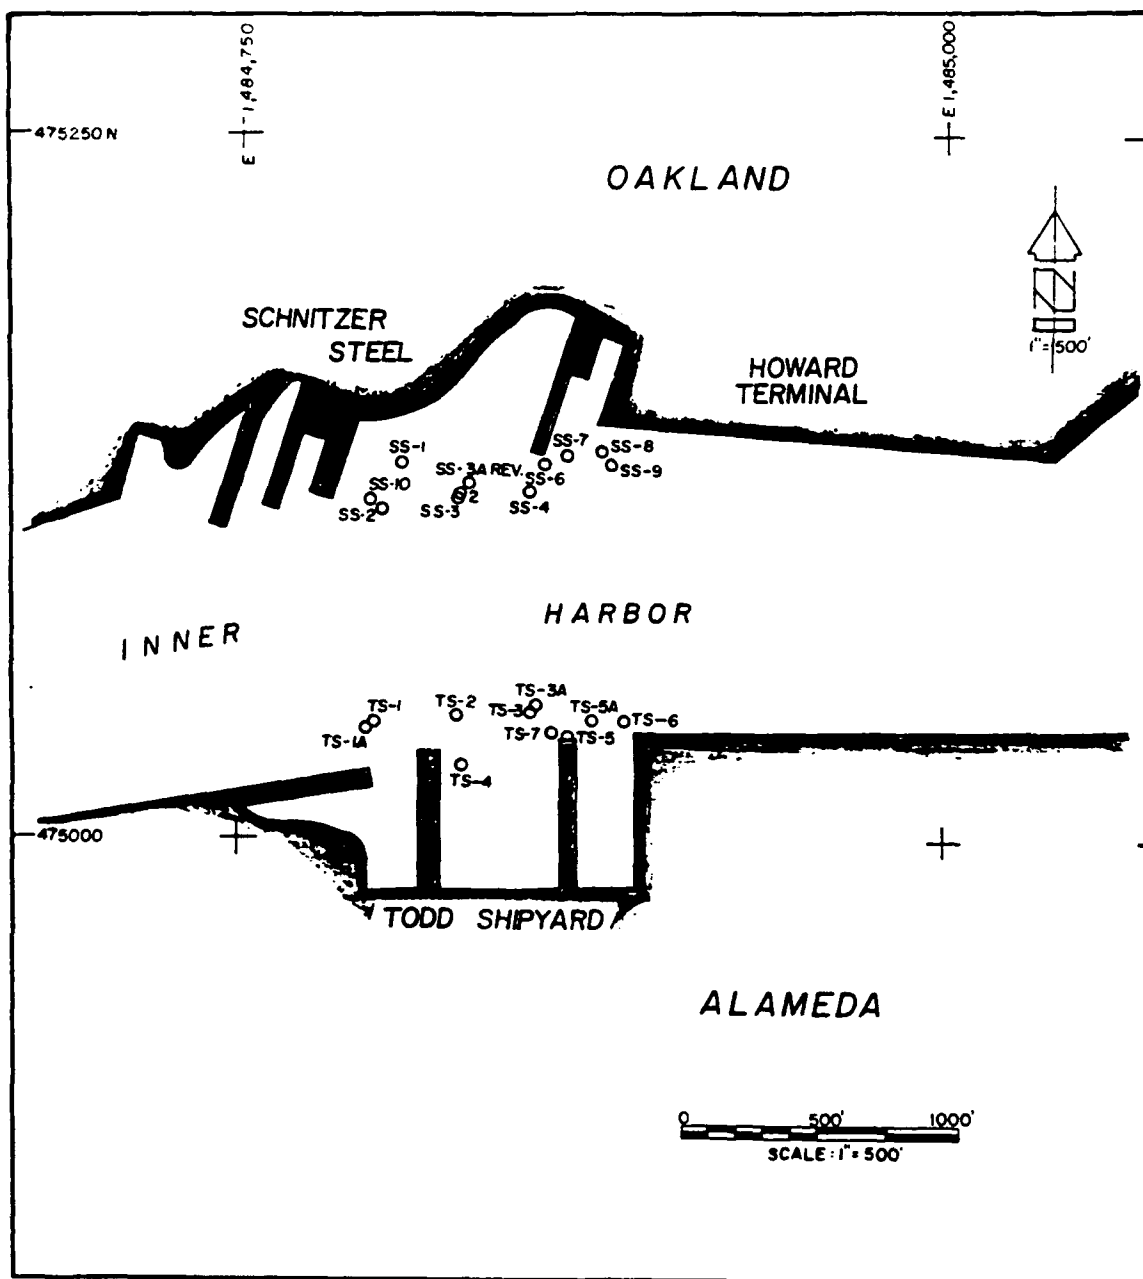 E 1,484,750
E 1,485,000
475250 N
OAKLAND
1"=500'
SCHNITZER
STEEL
HOWARD
TERMINAL
SS-1
SS-7
SS-8
SS-3A REV.
SS-6
SS-9
SS-10
2
SS-2
SS-3
SS-4
HARBOR
INNER
TS-3A
TS-1
TS-2
TS-3
TS-5A
TS-6
TS-1A
TS-7
TS-5
TS-4
475000
TODD SHIPYARD
ALAMEDA
0 500' 1000'
SCALE: 1"=500'